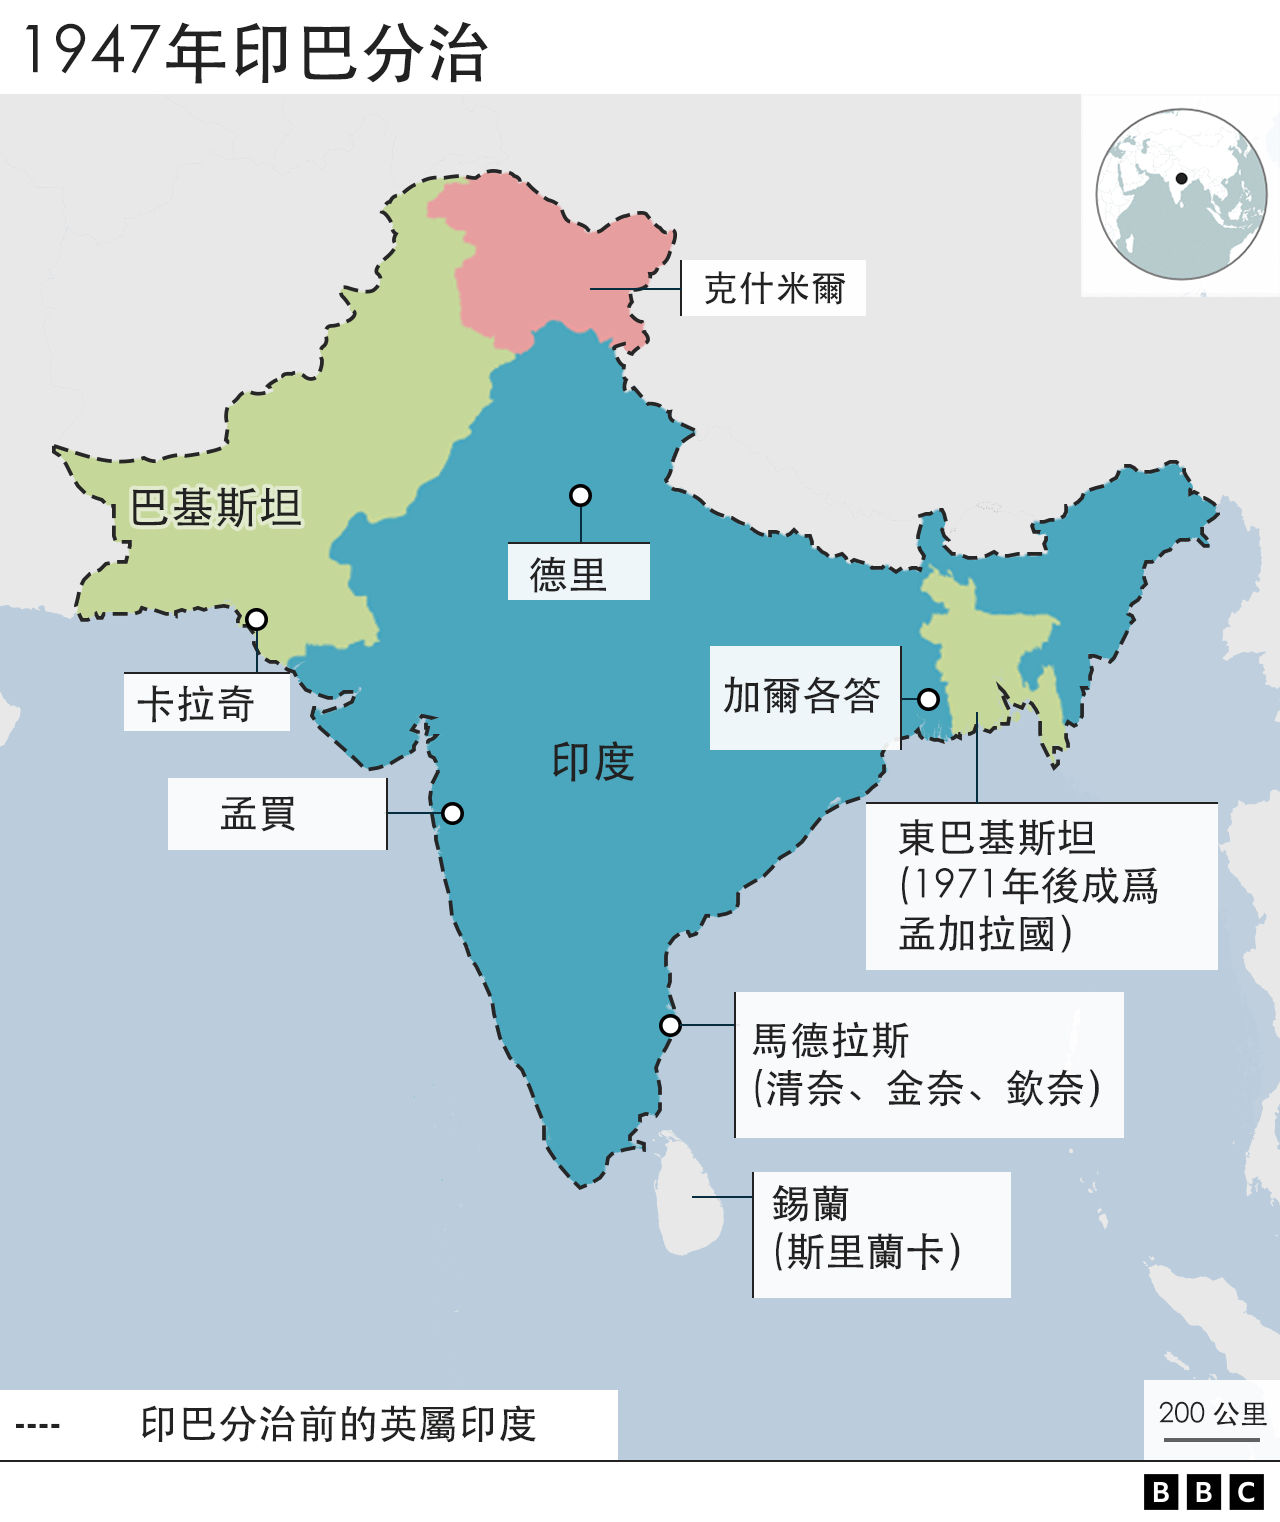 1947年印巴分治
克什米爾
巴基斯坦
德里
卡拉奇
加爾各答
印度
孟買
東巴基斯坦
(1971年後成爲
孟加拉國)
馬德拉斯
(清奈、金奈、欽奈)
錫蘭
(斯里蘭卡)
印巴分治前的英屬印度
200 公里
BBC